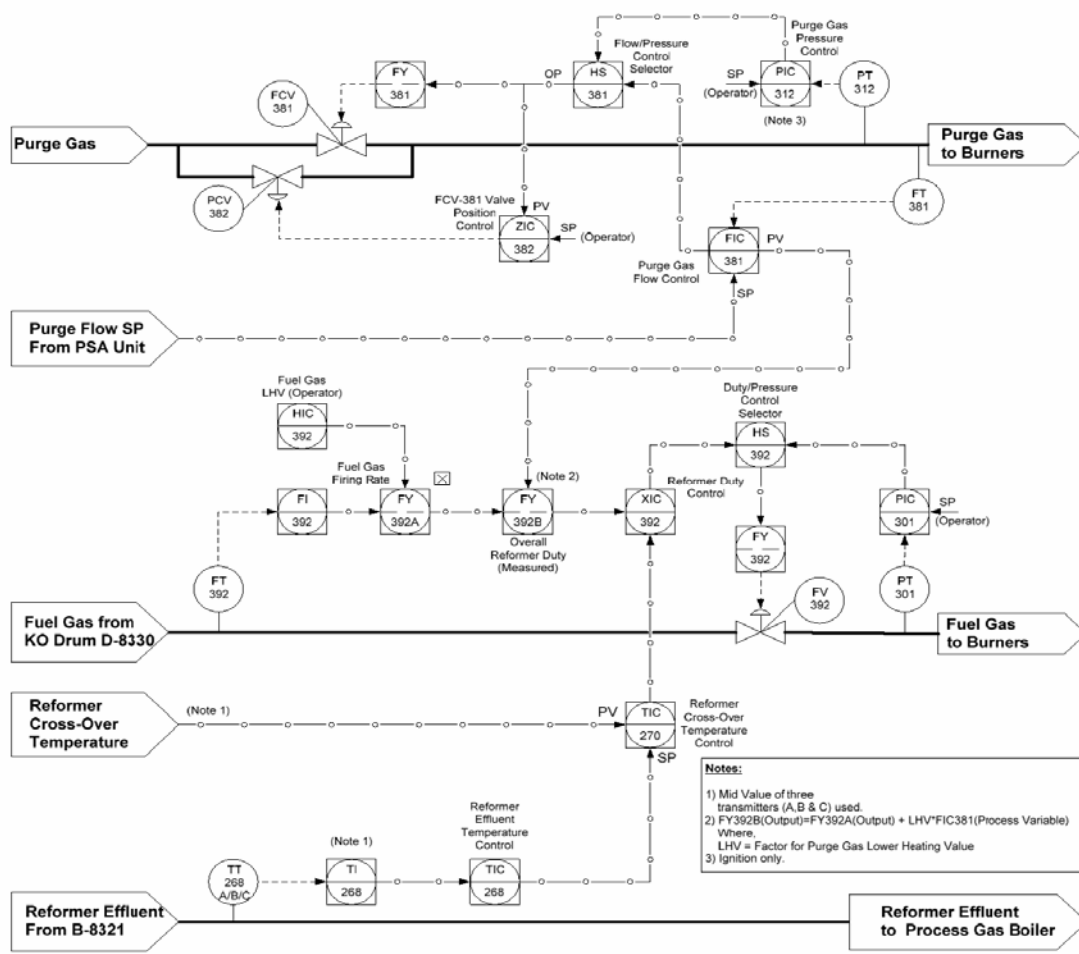 Purge Gas
Pressure
Control
Flow/Pressure
Control
Selector
FY
381
OP
HS
381
SP
(Operator)
PIC
312
PT
312
(Note 3)
FCV
381
Purge Gas
Purge Gas
to Burners
PCV
382
FCV-381 Valve
Position
Control
PV
ZIC
382
SP
(Operator)
FT
381
FIC
381
PV
Purge Gas
Flow Control
SP
Purge Flow SP
From PSA Unit
Fuel Gas
LHV (Operator)
HIC
392
Duty/Pressure
Control
Selector
HS
392
Fuel Gas
Firing Rate
(Note 2)
Reformer Duty
Control
FI
392
FY
392A
FY
392B
XIC
392
PIC
301
SP
(Operator)
Overall
Reformer Duty
(Measured)
FY
392
FT
392
FV
392
PT
301
Fuel Gas from
KO Drum D-8330
Fuel Gas
to Burners
Reformer
Cross-Over
Temperature
(Note 1)
PV
TIC
270
Reformer
Cross-Over
Temperature
Control
SP
Notes:
1) Mid Value of three
transmitters (A,B & C) used.
2) FY392B(Output)=FY392A(Output) + LHV*FIC381(Process Variable)
Where,
LHV = Factor for Purge Gas Lower Heating Value
3) Ignition only.
Reformer
Effluent
Temperature
Control
(Note 1)
TT
268
A/B/C
TI
268
TIC
268
Reformer Effluent
From B-8321
Reformer Effluent
to Process Gas Boiler